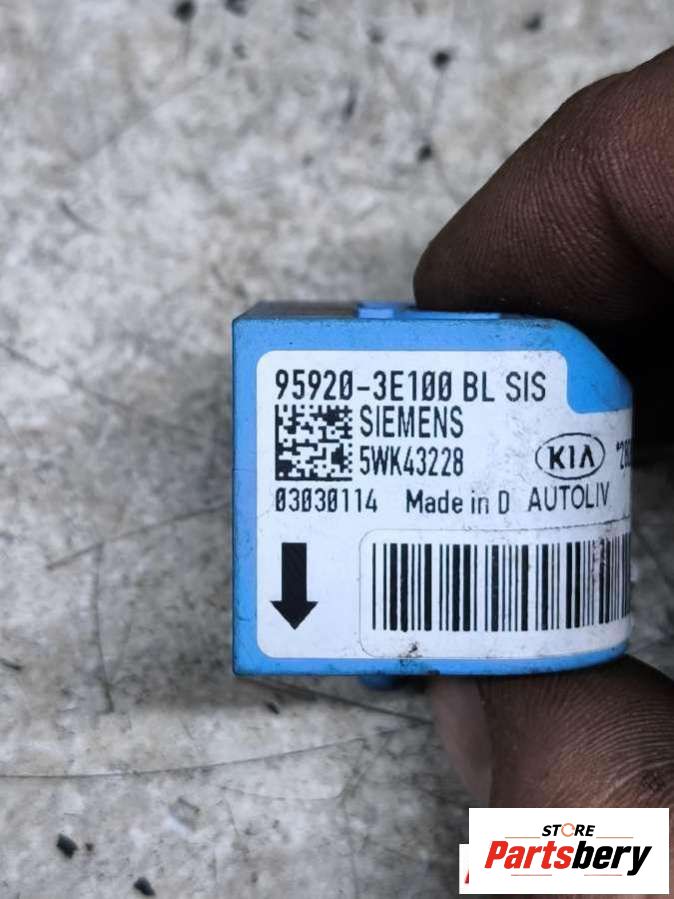 95920-3E100 BL SIS
SIEMENS
5WK43228
KIA
03030114 Made in D AUTOLIV
STORE
Partsbery